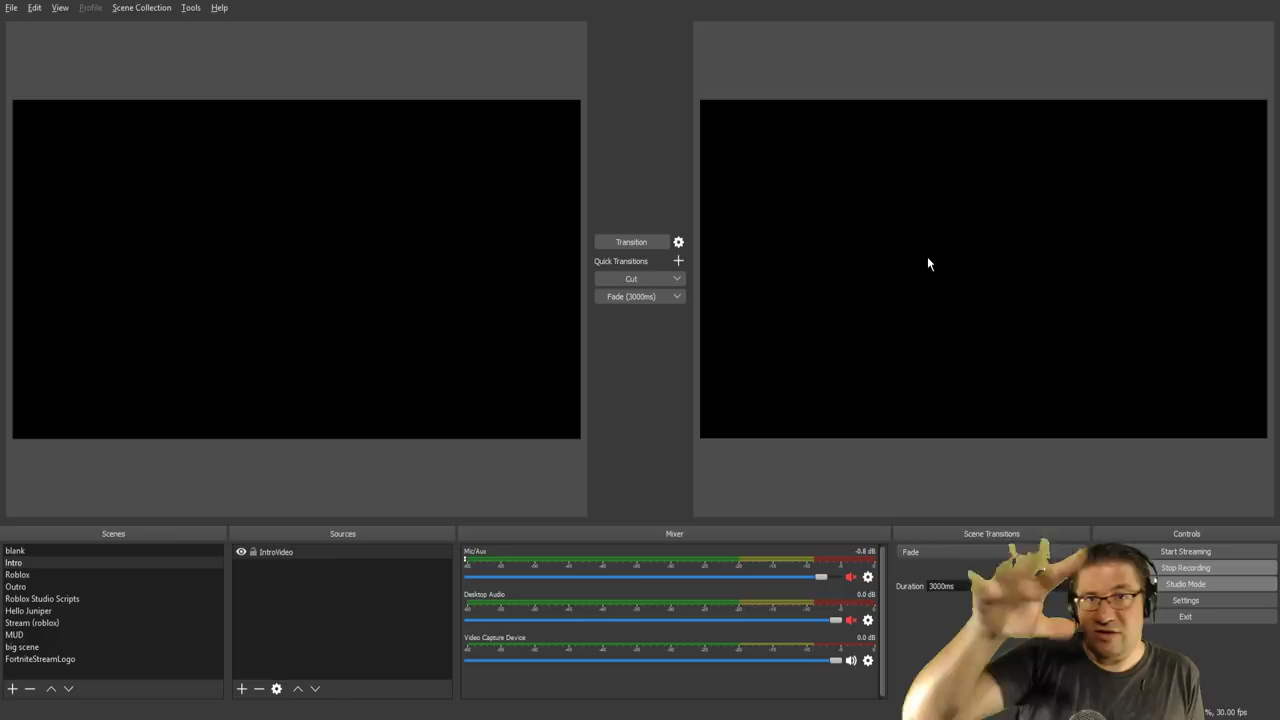 File Edit View Profile Scene Collection Tools Help
Transition
Quick Transitions
Cut
Fade (3000ms)
Scenes
blank
Intro
Roblox
Outro
Roblox Studio Scripts
Hello Juniper
Stream (roblox)
MUD
big scene
FortniteStreamLogo
Sources
IntroVideo
Mixer
Mic/Aux -0.8 dB
Desktop Audio 0.0 dB
Video Capture Device 0.0 dB
Scene Transitions
Fade
Duration 3000ms
Controls
Start Streaming
Stop Recording
Studio Mode
Settings
Exit
%, 30.00 fps